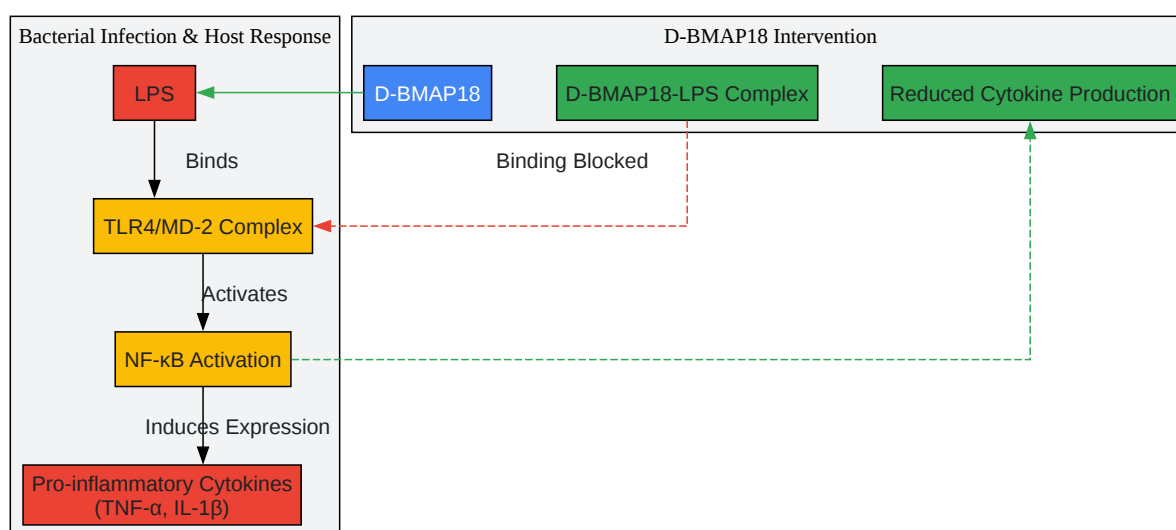 Bacterial Infection & Host Response
D-BMAP18 Intervention
LPS
D-BMAP18
D-BMAP18-LPS Complex
Reduced Cytokine Production
Binds
Binding Blocked
TLR4/MD-2 Complex
Activates
NF-κB Activation
Induces Expression
Pro-inflammatory Cytokines
(TNF-α, IL-1β)